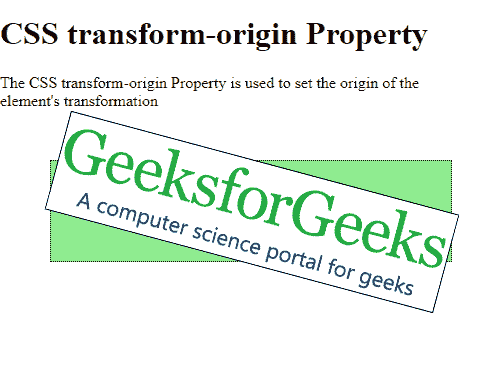 CSS transform-origin Property
The CSS transform-origin Property is used to set the origin of the
element's transformation
GeeksforGeeks
A computer science portal for geeks